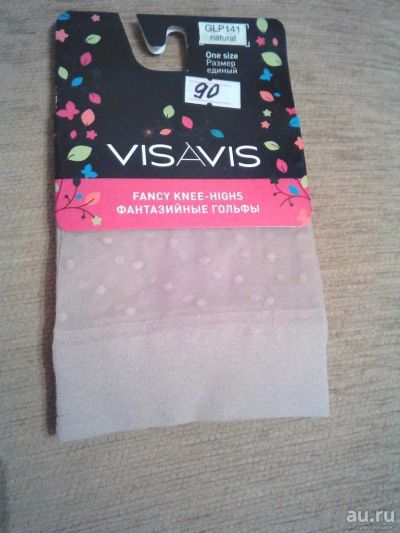 GLP141
natural
One size
Размер
единый
90
VISAVIS
FANCY KNEE-HIGHS
ФАНТАЗИЙНЫЕ ГОЛЬФЫ
au.ru